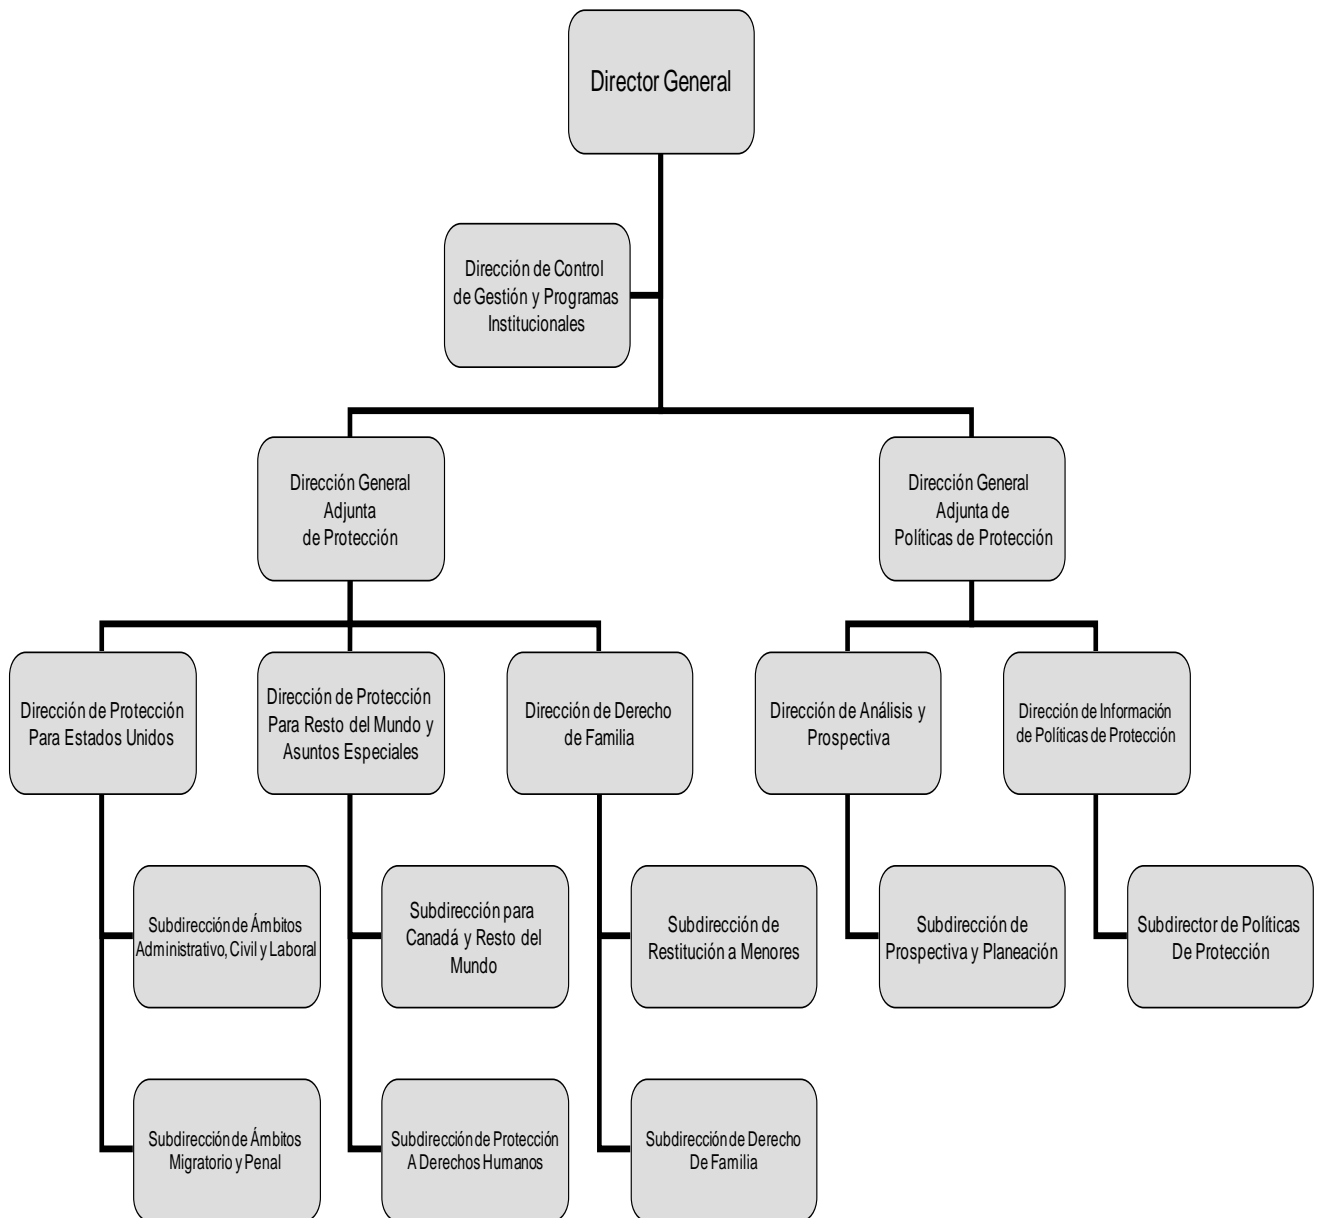 Director General
Dirección de Control
de Gestión y Programas
Institucionales
Dirección General
Adjunta
de Protección
Dirección General
Adjunta de
Políticas de Protección
Dirección de Protección
Para Estados Unidos
Dirección de Protección
Para Resto del Mundo y
Asuntos Especiales
Dirección de Derecho
de Familia
Dirección de Análisis y
Prospectiva
Dirección de Información
de Políticas de Protección
Subdirección de Ámbitos
Administrativo, Civil y Laboral
Subdirección para
Canadá y Resto del
Mundo
Subdirección de
Restitución a Menores
Subdirección de
Prospectiva y Planeación
Subdirector de Políticas
De Protección
Subdirección de Ámbitos
Migratorio y Penal
Subdirección de Protección
A Derechos Humanos
Subdirección de Derecho
De Familia